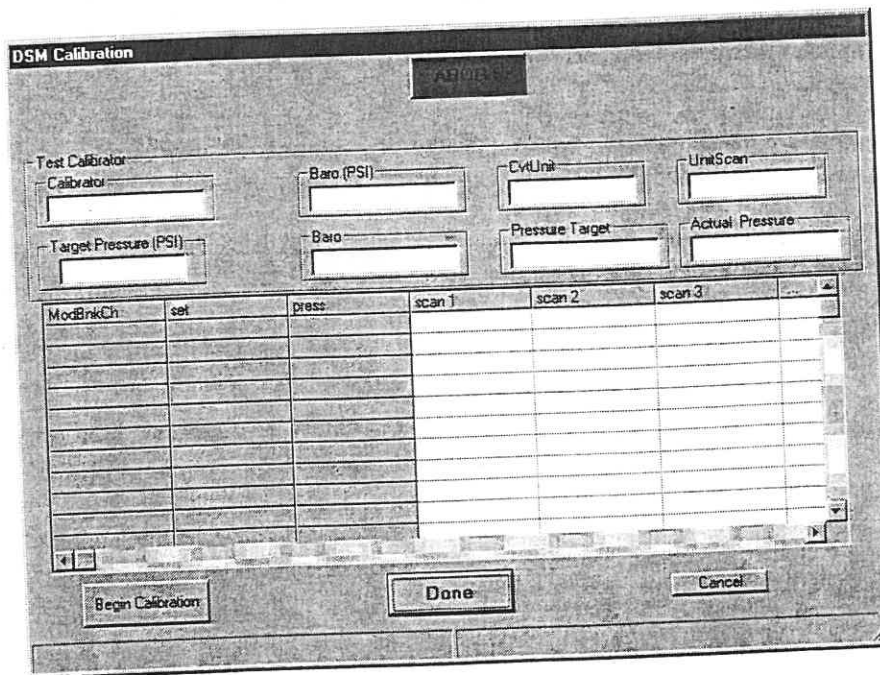 DSM Calibration
ABORT
Test Calibrator
Calibrator Baro (PSI) CvtUnit UnitScan
Target Pressure (PSI) Baro Pressure Target Actual Pressure
ModBnkCh set press scan 1 scan 2 scan 3 ...
Begin Calibration Done Cancel